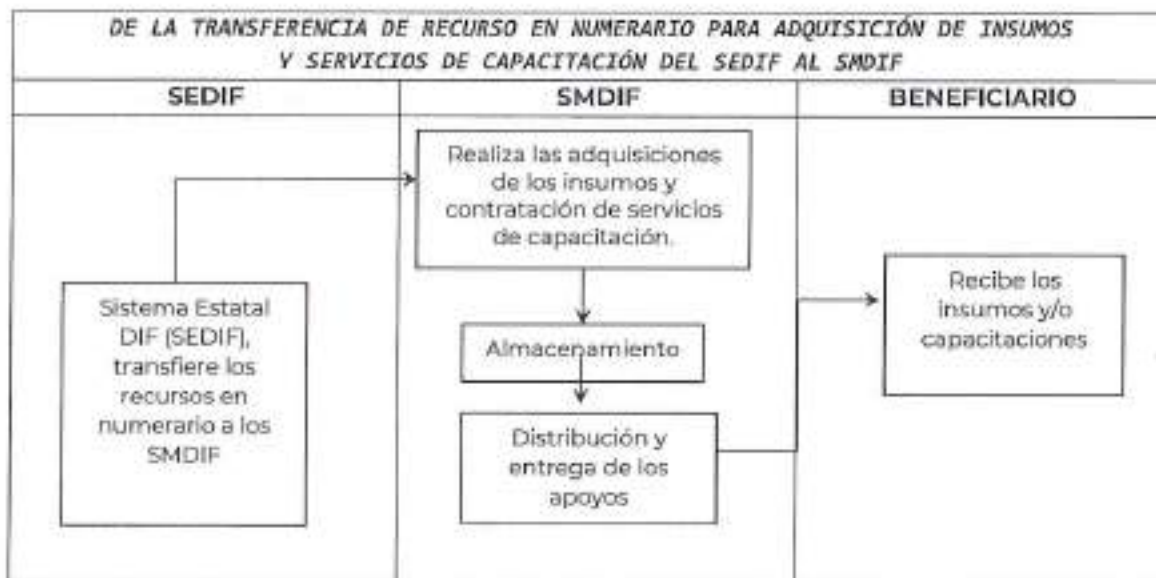 DE LA TRANSFERENCIA DE RECURSO EN NUMERARIO PARA ADQUISICIÓN DE INSUMOS
Y SERVICIOS DE CAPACITACIÓN DEL SEDIF AL SMDIF
SEDIF
SMDIF
BENEFICIARIO
Sistema Estatal
DIF (SEDIF),
transfiere los
recursos en
numerario a los
SMDIF
Realiza las adquisiciones
de los insumos y
contratación de servicios
de capacitación.
Almacenamiento
Distribución y
entrega de los
apoyos
Recibe los
insumos y/o
capacitaciones